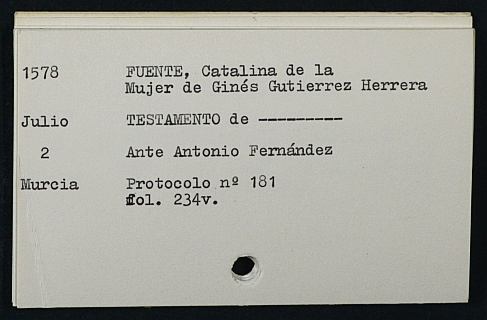 1578 FUENTE, Catalina de la
Mujer de Ginés Gutierrez Herrera
Julio TESTAMENTO de ---------
2 Ante Antonio Fernández
Murcia Protocolo nº 181
fol. 234v.